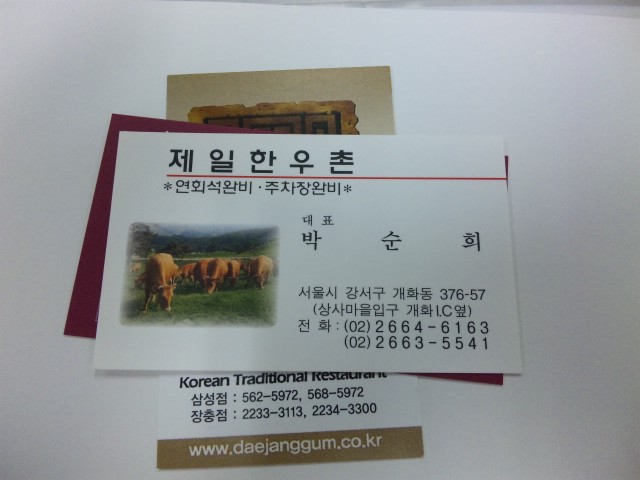 제일한우촌
*연회석완비·주차장완비*
대표
박 순 희
서울시 강서구 개화동 376-57
(상사마을입구 개화I.C옆)
전 화 : (02) 2664-6163
(02) 2663-5541
Korean Traditional Restaurant
삼성점 : 562-5972, 568-5972
장충점 : 2233-3113, 2234-3300
www.daejanggum.co.kr